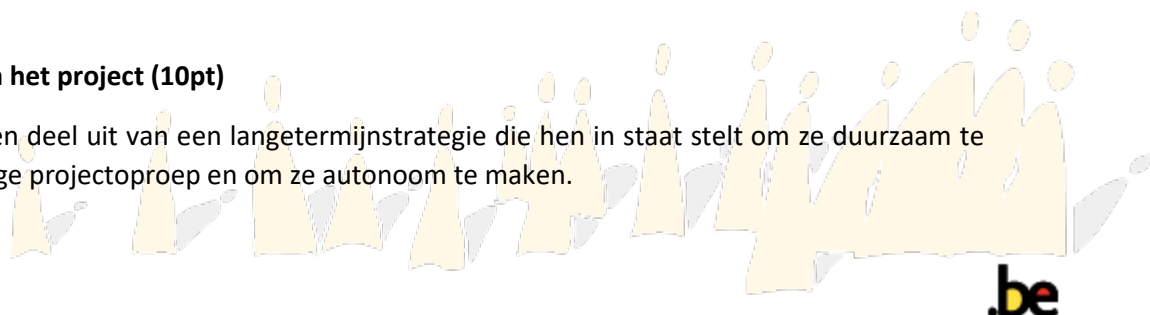 het project (10pt)
en deel uit van een langetermijnstrategie die hen in staat stelt om ze duurzaam te
ge projectoproep en om ze autonoom te maken.
.be